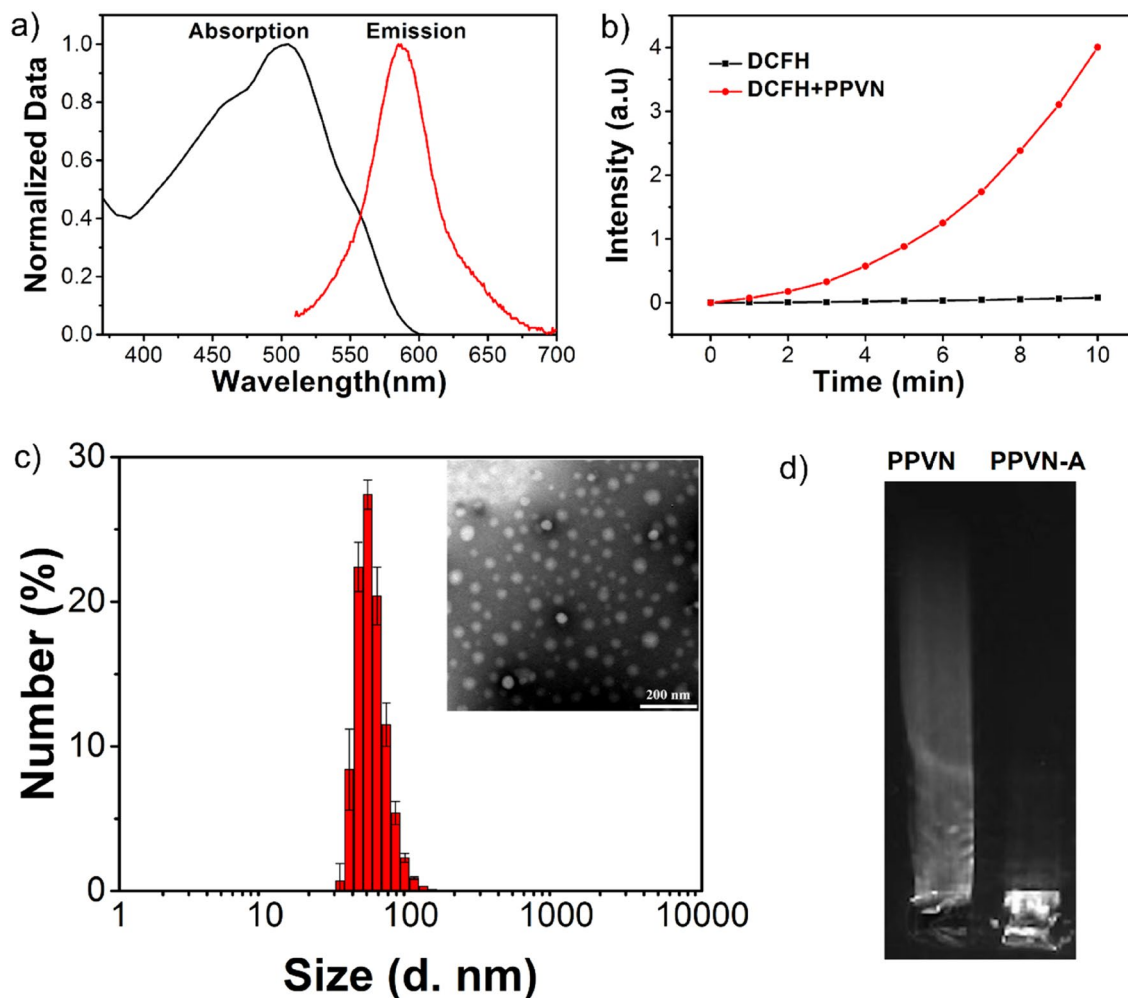 a)
Absorption
Emission
1.0
0.8
0.6
0.4
0.2
0.0
Normalized Data
400 450 500 550 600 650 700
Wavelength(nm)
b)
DCFH
DCFH+PPVN
4
3
2
1
0
Intensity (a.u)
0 2 4 6 8 10
Time (min)
c)
30
20
10
0
Number (%)
200 nm
1 10 100 1000 10000
Size (d. nm)
d)
PPVN PPVN-A